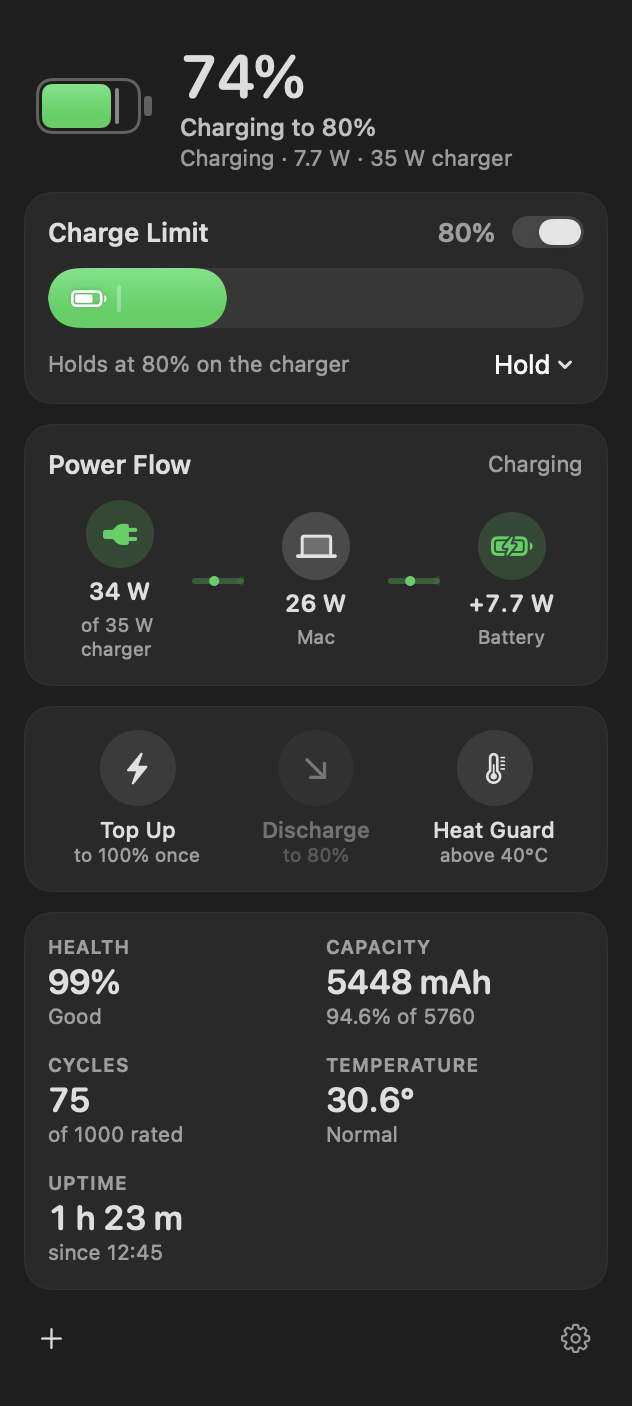 74%
Charging to 80%
Charging · 7.7 W · 35 W charger
Charge Limit
80%
Holds at 80% on the charger
Hold
Power Flow
Charging
34 W
of 35 W
charger
26 W
Mac
+7.7 W
Battery
Top Up
to 100% once
Discharge
to 80%
Heat Guard
above 40°C
HEALTH
99%
Good
CAPACITY
5448 mAh
94.6% of 5760
CYCLES
75
of 1000 rated
TEMPERATURE
30.6°
Normal
UPTIME
1 h 23 m
since 12:45